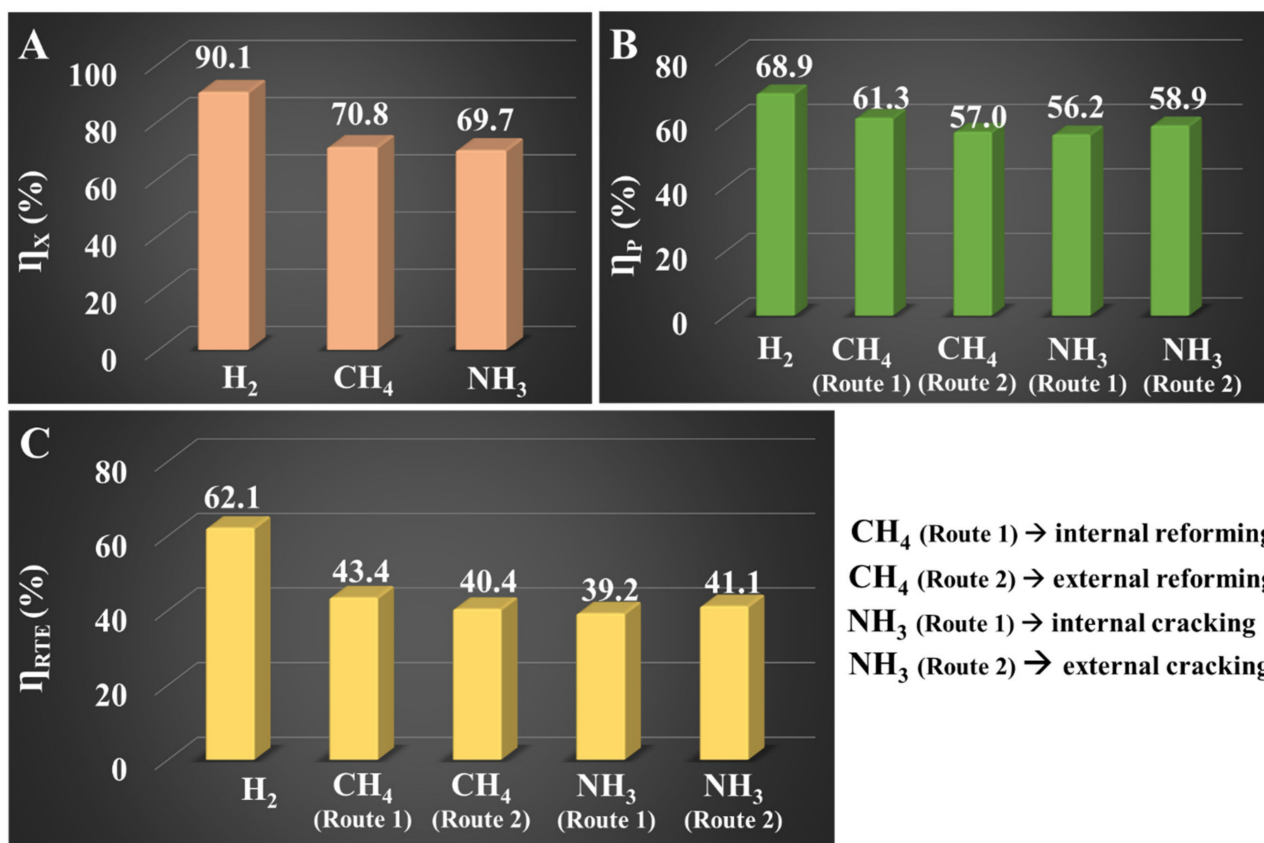 A
90.1
70.8
69.7
100
80
60
40
20
0
ηX (%)
H2
CH4
NH3
B
68.9
61.3
57.0
56.2
58.9
80
60
40
20
0
ηP (%)
H2
CH4 (Route 1)
CH4 (Route 2)
NH3 (Route 1)
NH3 (Route 2)
C
62.1
43.4
40.4
39.2
41.1
80
60
40
20
0
ηRTE (%)
H2
CH4 (Route 1)
CH4 (Route 2)
NH3 (Route 1)
NH3 (Route 2)
CH4 (Route 1) → internal reforming
CH4 (Route 2) → external reforming
NH3 (Route 1) → internal cracking
NH3 (Route 2) → external cracking